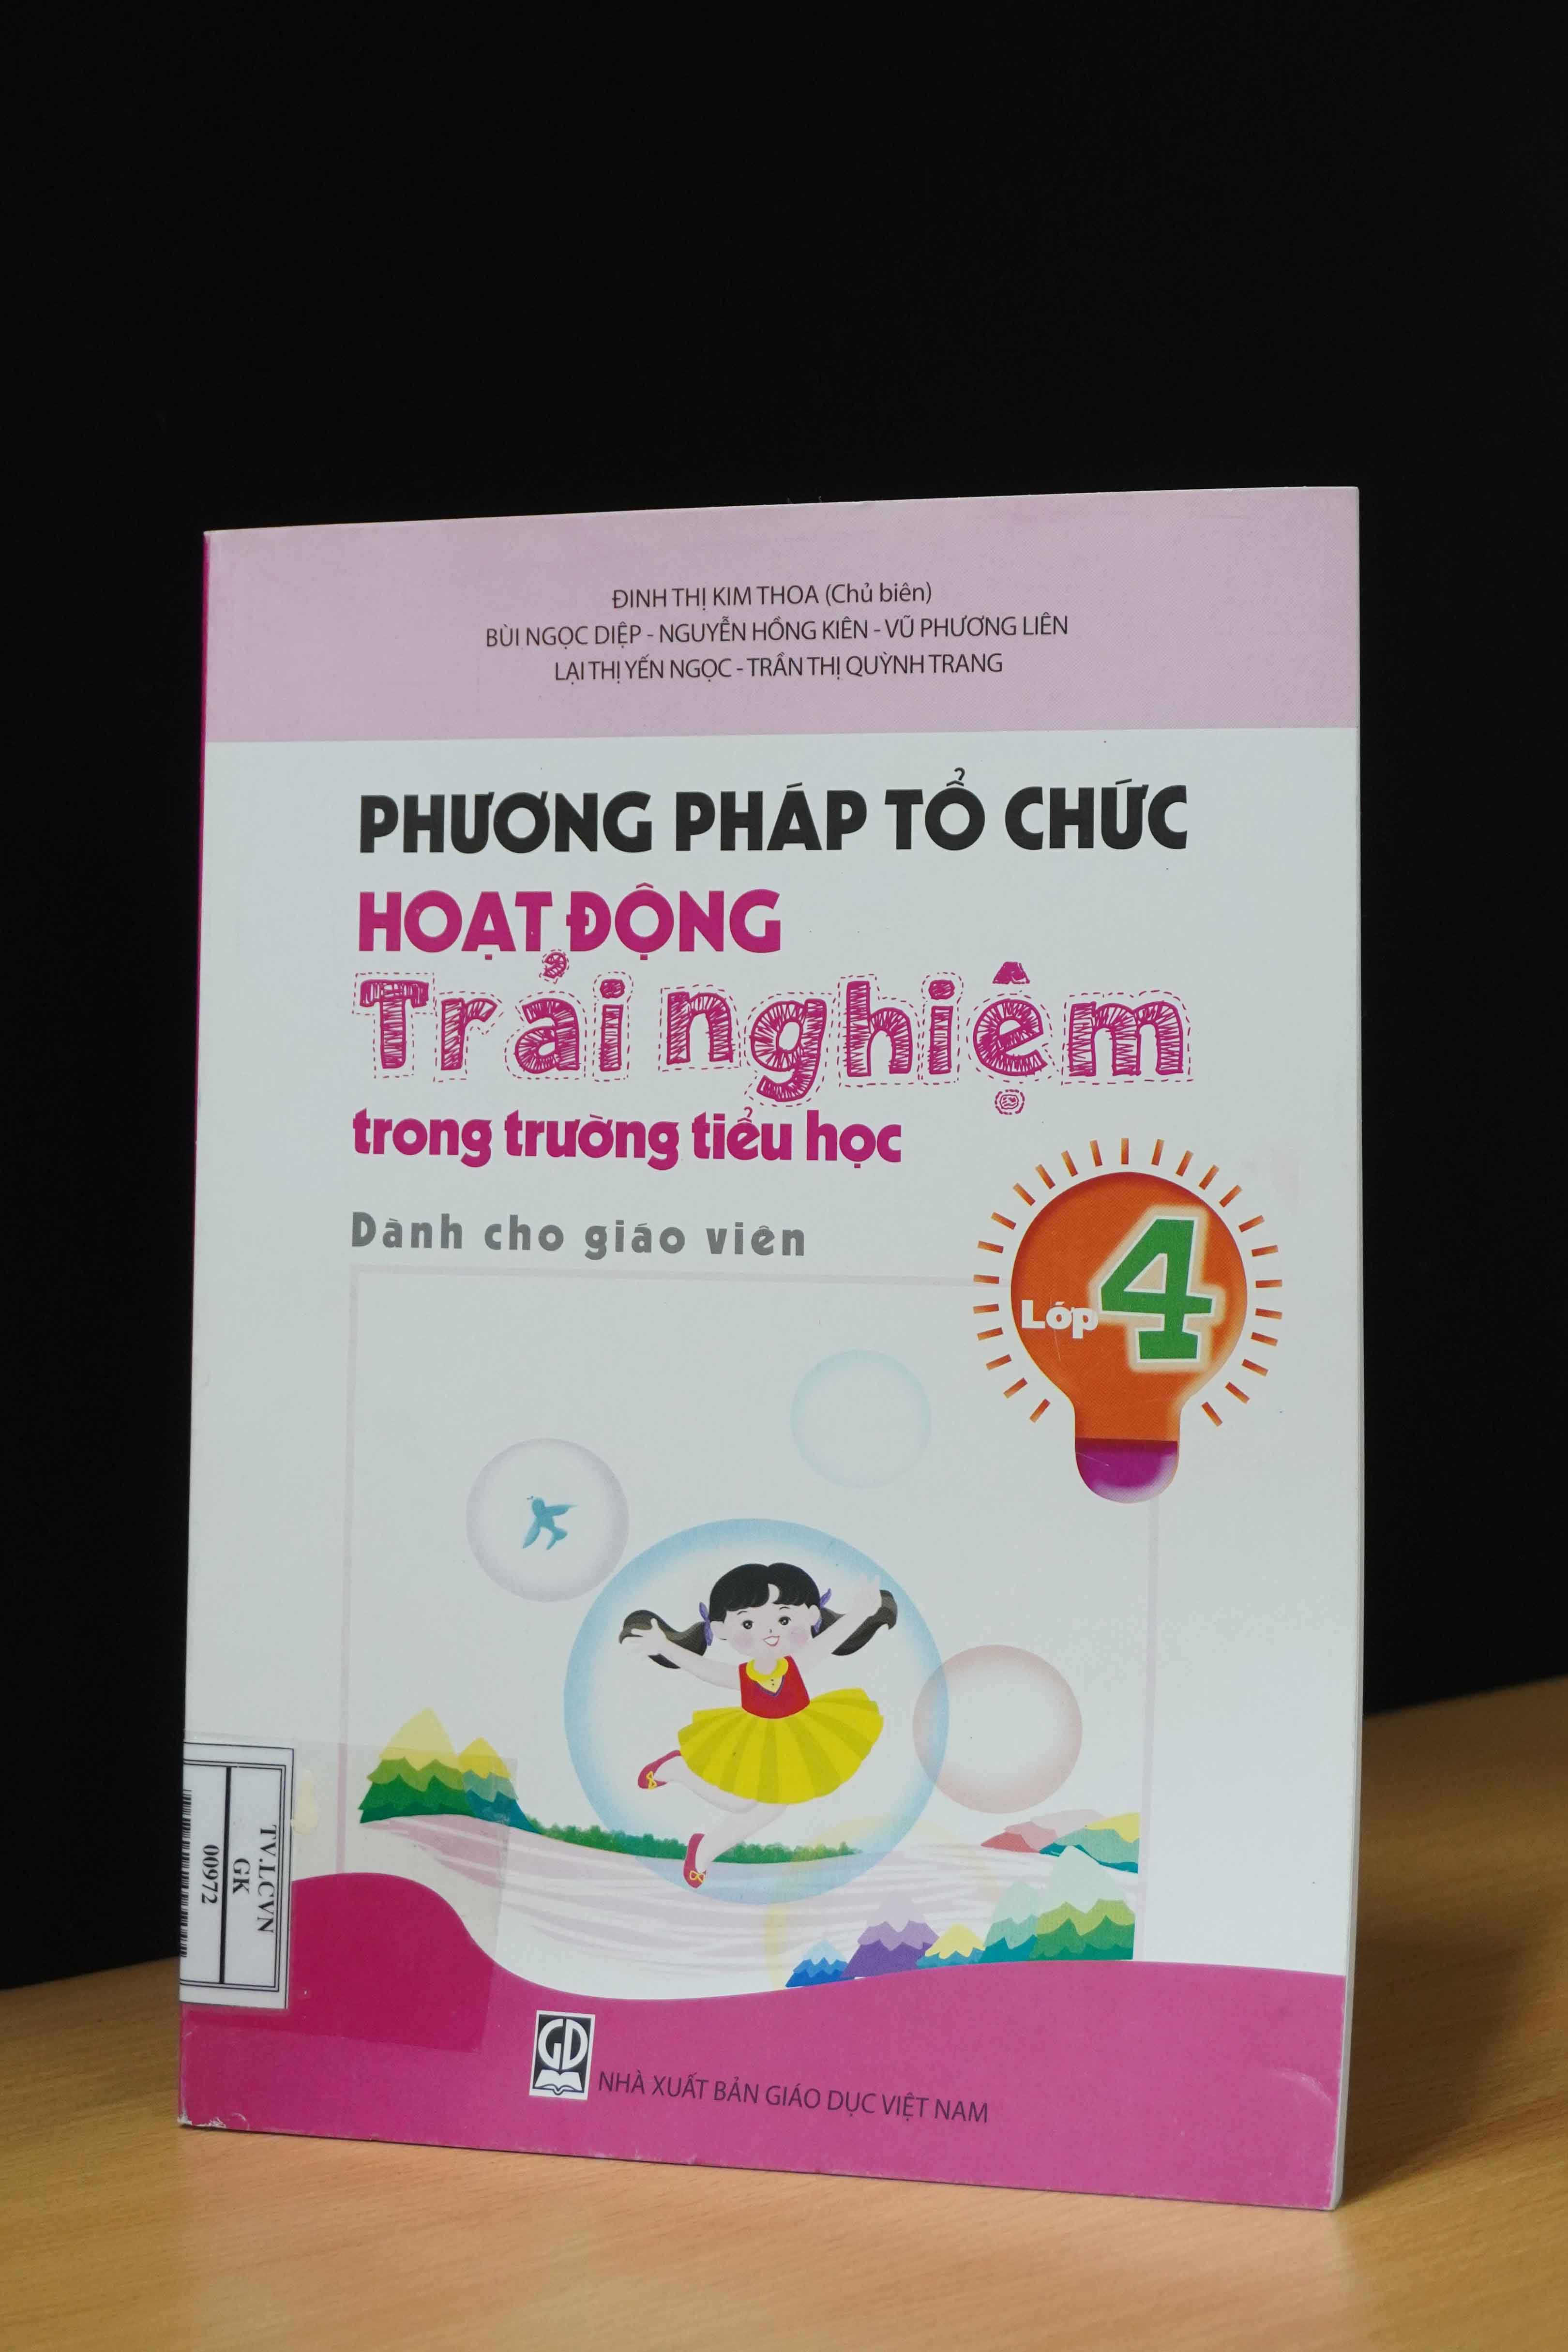 ĐINH THỊ KIM THOA (Chủ biên)
BÙI NGỌC DIỆP - NGUYỄN HỒNG KIÊN - VŨ PHƯƠNG LIÊN
LẠI THỊ YẾN NGỌC - TRẦN THỊ QUỲNH TRANG
PHƯƠNG PHÁP TỔ CHỨC
HOẠT ĐỘNG
Trải nghiệm
trong trường tiểu học
Dành cho giáo viên
Lớp 4
TV.LCVN
GK
00972
GD
NHÀ XUẤT BẢN GIÁO DỤC VIỆT NAM